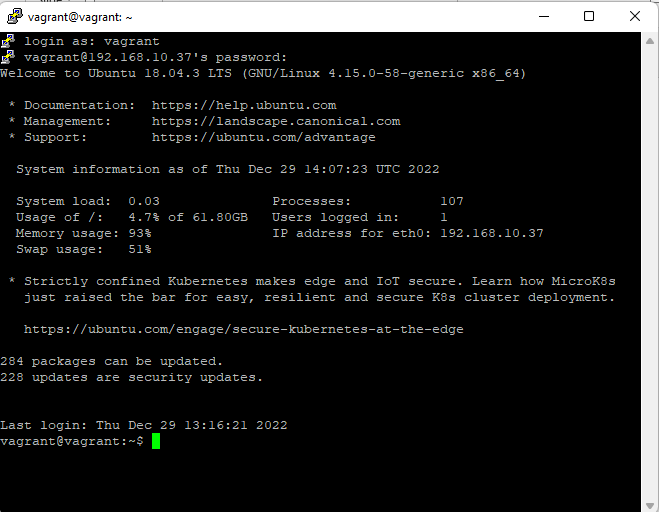 vagrant@vagrant: ~
login as: vagrant
vagrant@192.168.10.37's password:
Welcome to Ubuntu 18.04.3 LTS (GNU/Linux 4.15.0-58-generic x86_64)
* Documentation:  https://help.ubuntu.com
* Management:     https://landscape.canonical.com
* Support:        https://ubuntu.com/advantage
System information as of Thu Dec 29 14:07:23 UTC 2022
System load:  0.03              Processes:           107
Usage of /:   4.7% of 61.80GB   Users logged in:     1
Memory usage: 93%               IP address for eth0: 192.168.10.37
Swap usage:   51%
* Strictly confined Kubernetes makes edge and IoT secure. Learn how MicroK8s
just raised the bar for easy, resilient and secure K8s cluster deployment.
https://ubuntu.com/engage/secure-kubernetes-at-the-edge
284 packages can be updated.
228 updates are security updates.
Last login: Thu Dec 29 13:16:21 2022
vagrant@vagrant:~$